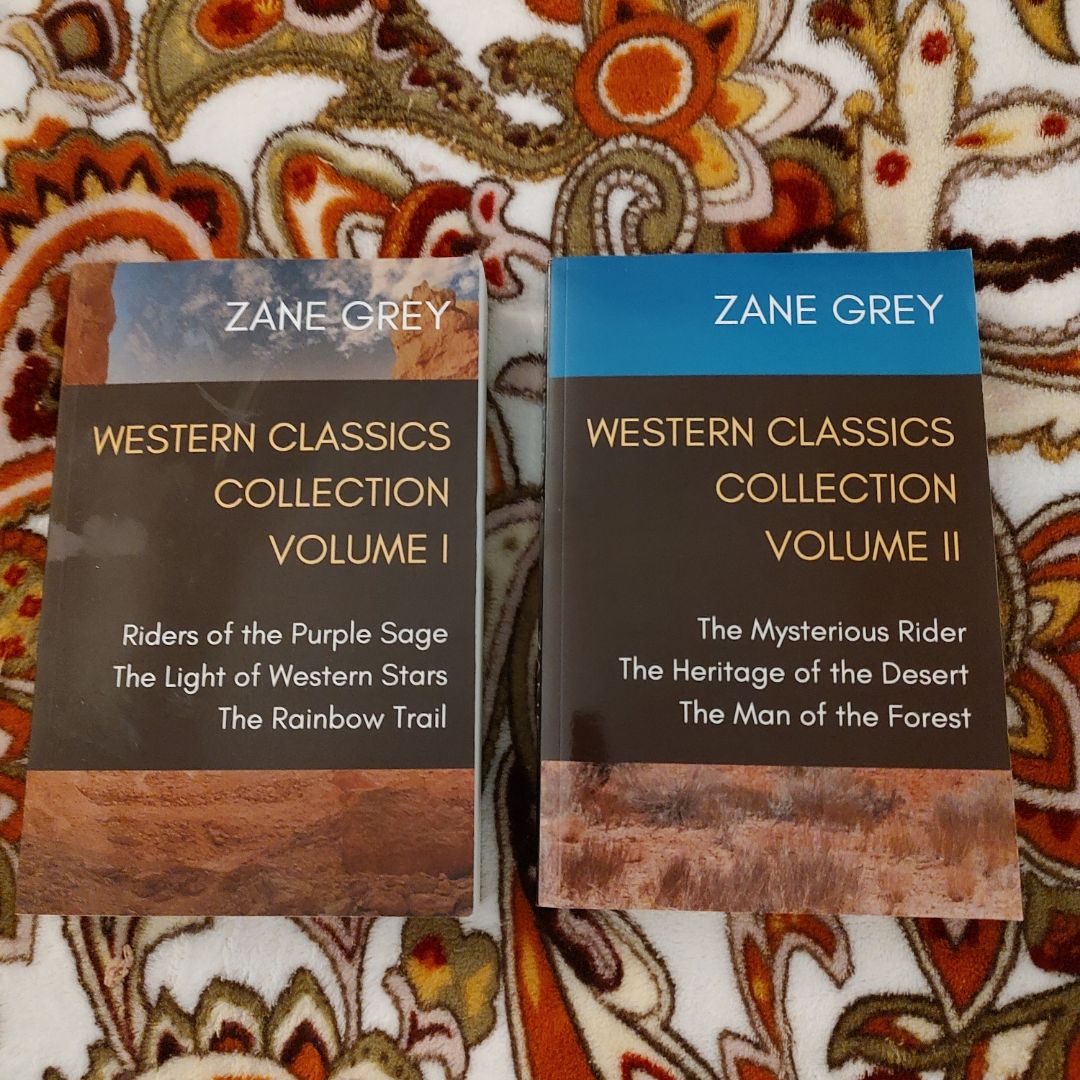 ZANE GREY
WESTERN CLASSICS
COLLECTION
VOLUME I
Riders of the Purple Sage
The Light of Western Stars
The Rainbow Trail
ZANE GREY
WESTERN CLASSICS
COLLECTION
VOLUME II
The Mysterious Rider
The Heritage of the Desert
The Man of the Forest